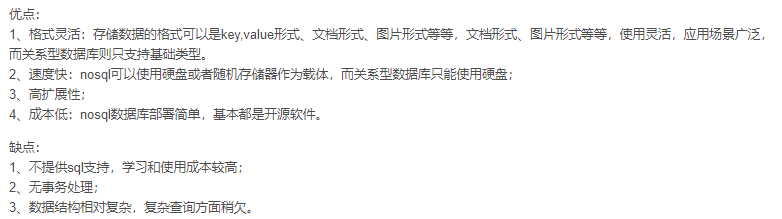 优点：
1、格式灵活：存储数据的格式可以是key,value形式、文档形式、图片形式等等，文档形式、图片形式等等，使用灵活，应用场景广泛，
而关系型数据库则只支持基础类型。
2、速度快：nosql可以使用硬盘或者随机存储器作为载体，而关系型数据库只能使用硬盘；
3、高扩展性；
4、成本低：nosql数据库部署简单，基本都是开源软件。
缺点：
1、不提供sql支持，学习和使用成本较高；
2、无事务处理；
3、数据结构相对复杂，复杂查询方面稍欠。